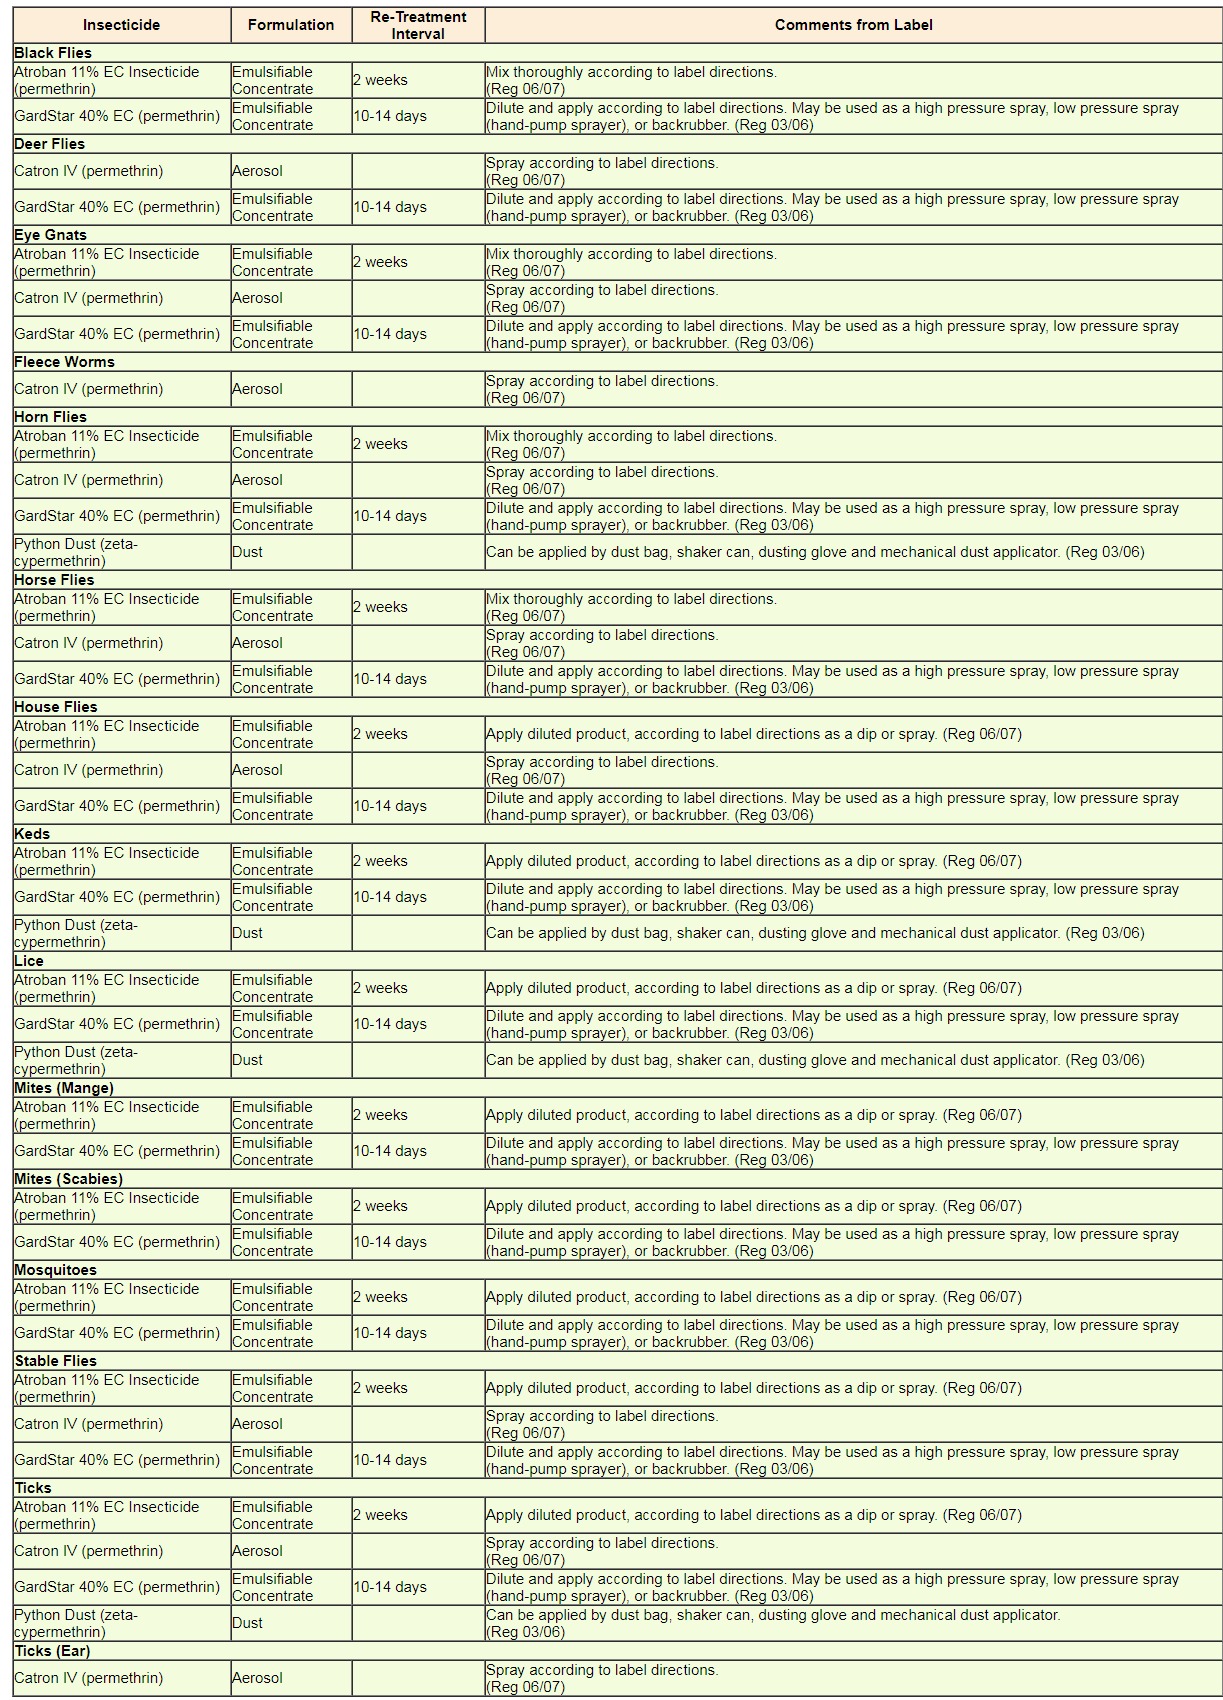 Insecticide Formulation Re-Treatment Interval Comments from Label
Black Flies
Atroban 11% EC Insecticide (permethrin) Emulsifiable Concentrate 2 weeks Mix thoroughly according to label directions. (Reg 06/07)
GardStar 40% EC (permethrin) Emulsifiable Concentrate 10-14 days Dilute and apply according to label directions. May be used as a high pressure spray, low pressure spray (hand-pump sprayer), or backrubber. (Reg 03/06)
Deer Flies
Catron IV (permethrin) Aerosol Spray according to label directions. (Reg 06/07)
GardStar 40% EC (permethrin) Emulsifiable Concentrate 10-14 days Dilute and apply according to label directions. May be used as a high pressure spray, low pressure spray (hand-pump sprayer), or backrubber. (Reg 03/06)
Eye Gnats
Atroban 11% EC Insecticide (permethrin) Emulsifiable Concentrate 2 weeks Mix thoroughly according to label directions. (Reg 06/07)
Catron IV (permethrin) Aerosol Spray according to label directions. (Reg 06/07)
GardStar 40% EC (permethrin) Emulsifiable Concentrate 10-14 days Dilute and apply according to label directions. May be used as a high pressure spray, low pressure spray (hand-pump sprayer), or backrubber. (Reg 03/06)
Fleece Worms
Catron IV (permethrin) Aerosol Spray according to label directions. (Reg 06/07)
Horn Flies
Atroban 11% EC Insecticide (permethrin) Emulsifiable Concentrate 2 weeks Mix thoroughly according to label directions. (Reg 06/07)
Catron IV (permethrin) Aerosol Spray according to label directions. (Reg 06/07)
GardStar 40% EC (permethrin) Emulsifiable Concentrate 10-14 days Dilute and apply according to label directions. May be used as a high pressure spray, low pressure spray (hand-pump sprayer), or backrubber. (Reg 03/06)
Python Dust (zeta-cypermethrin) Dust Can be applied by dust bag, shaker can, dusting glove and mechanical dust applicator. (Reg 03/06)
Horse Flies
Atroban 11% EC Insecticide (permethrin) Emulsifiable Concentrate 2 weeks Mix thoroughly according to label directions. (Reg 06/07)
Catron IV (permethrin) Aerosol Spray according to label directions. (Reg 06/07)
GardStar 40% EC (permethrin) Emulsifiable Concentrate 10-14 days Dilute and apply according to label directions. May be used as a high pressure spray, low pressure spray (hand-pump sprayer), or backrubber. (Reg 03/06)
House Flies
Atroban 11% EC Insecticide (permethrin) Emulsifiable Concentrate 2 weeks Apply diluted product, according to label directions as a dip or spray. (Reg 06/07)
Catron IV (permethrin) Aerosol Spray according to label directions. (Reg 06/07)
GardStar 40% EC (permethrin) Emulsifiable Concentrate 10-14 days Dilute and apply according to label directions. May be used as a high pressure spray, low pressure spray (hand-pump sprayer), or backrubber. (Reg 03/06)
Keds
Atroban 11% EC Insecticide (permethrin) Emulsifiable Concentrate 2 weeks Apply diluted product, according to label directions as a dip or spray. (Reg 06/07)
GardStar 40% EC (permethrin) Emulsifiable Concentrate 10-14 days Dilute and apply according to label directions. May be used as a high pressure spray, low pressure spray (hand-pump sprayer), or backrubber. (Reg 03/06)
Python Dust (zeta-cypermethrin) Dust Can be applied by dust bag, shaker can, dusting glove and mechanical dust applicator. (Reg 03/06)
Lice
Atroban 11% EC Insecticide (permethrin) Emulsifiable Concentrate 2 weeks Apply diluted product, according to label directions as a dip or spray. (Reg 06/07)
GardStar 40% EC (permethrin) Emulsifiable Concentrate 10-14 days Dilute and apply according to label directions. May be used as a high pressure spray, low pressure spray (hand-pump sprayer), or backrubber. (Reg 03/06)
Python Dust (zeta-cypermethrin) Dust Can be applied by dust bag, shaker can, dusting glove and mechanical dust applicator. (Reg 03/06)
Mites (Mange)
Atroban 11% EC Insecticide (permethrin) Emulsifiable Concentrate 2 weeks Apply diluted product, according to label directions as a dip or spray. (Reg 06/07)
GardStar 40% EC (permethrin) Emulsifiable Concentrate 10-14 days Dilute and apply according to label directions. May be used as a high pressure spray, low pressure spray (hand-pump sprayer), or backrubber. (Reg 03/06)
Mites (Scabies)
Atroban 11% EC Insecticide (permethrin) Emulsifiable Concentrate 2 weeks Apply diluted product, according to label directions as a dip or spray. (Reg 06/07)
GardStar 40% EC (permethrin) Emulsifiable Concentrate 10-14 days Dilute and apply according to label directions. May be used as a high pressure spray, low pressure spray (hand-pump sprayer), or backrubber. (Reg 03/06)
Mosquitoes
Atroban 11% EC Insecticide (permethrin) Emulsifiable Concentrate 2 weeks Apply diluted product, according to label directions as a dip or spray. (Reg 06/07)
GardStar 40% EC (permethrin) Emulsifiable Concentrate 10-14 days Dilute and apply according to label directions. May be used as a high pressure spray, low pressure spray (hand-pump sprayer), or backrubber. (Reg 03/06)
Stable Flies
Atroban 11% EC Insecticide (permethrin) Emulsifiable Concentrate 2 weeks Apply diluted product, according to label directions as a dip or spray. (Reg 06/07)
Catron IV (permethrin) Aerosol Spray according to label directions. (Reg 06/07)
GardStar 40% EC (permethrin) Emulsifiable Concentrate 10-14 days Dilute and apply according to label directions. May be used as a high pressure spray, low pressure spray (hand-pump sprayer), or backrubber. (Reg 03/06)
Ticks
Atroban 11% EC Insecticide (permethrin) Emulsifiable Concentrate 2 weeks Apply diluted product, according to label directions as a dip or spray. (Reg 06/07)
Catron IV (permethrin) Aerosol Spray according to label directions. (Reg 06/07)
GardStar 40% EC (permethrin) Emulsifiable Concentrate 10-14 days Dilute and apply according to label directions. May be used as a high pressure spray, low pressure spray (hand-pump sprayer), or backrubber. (Reg 03/06)
Python Dust (zeta-cypermethrin) Dust Can be applied by dust bag, shaker can, dusting glove and mechanical dust applicator. (Reg 03/06)
Ticks (Ear)
Catron IV (permethrin) Aerosol Spray according to label directions. (Reg 06/07)